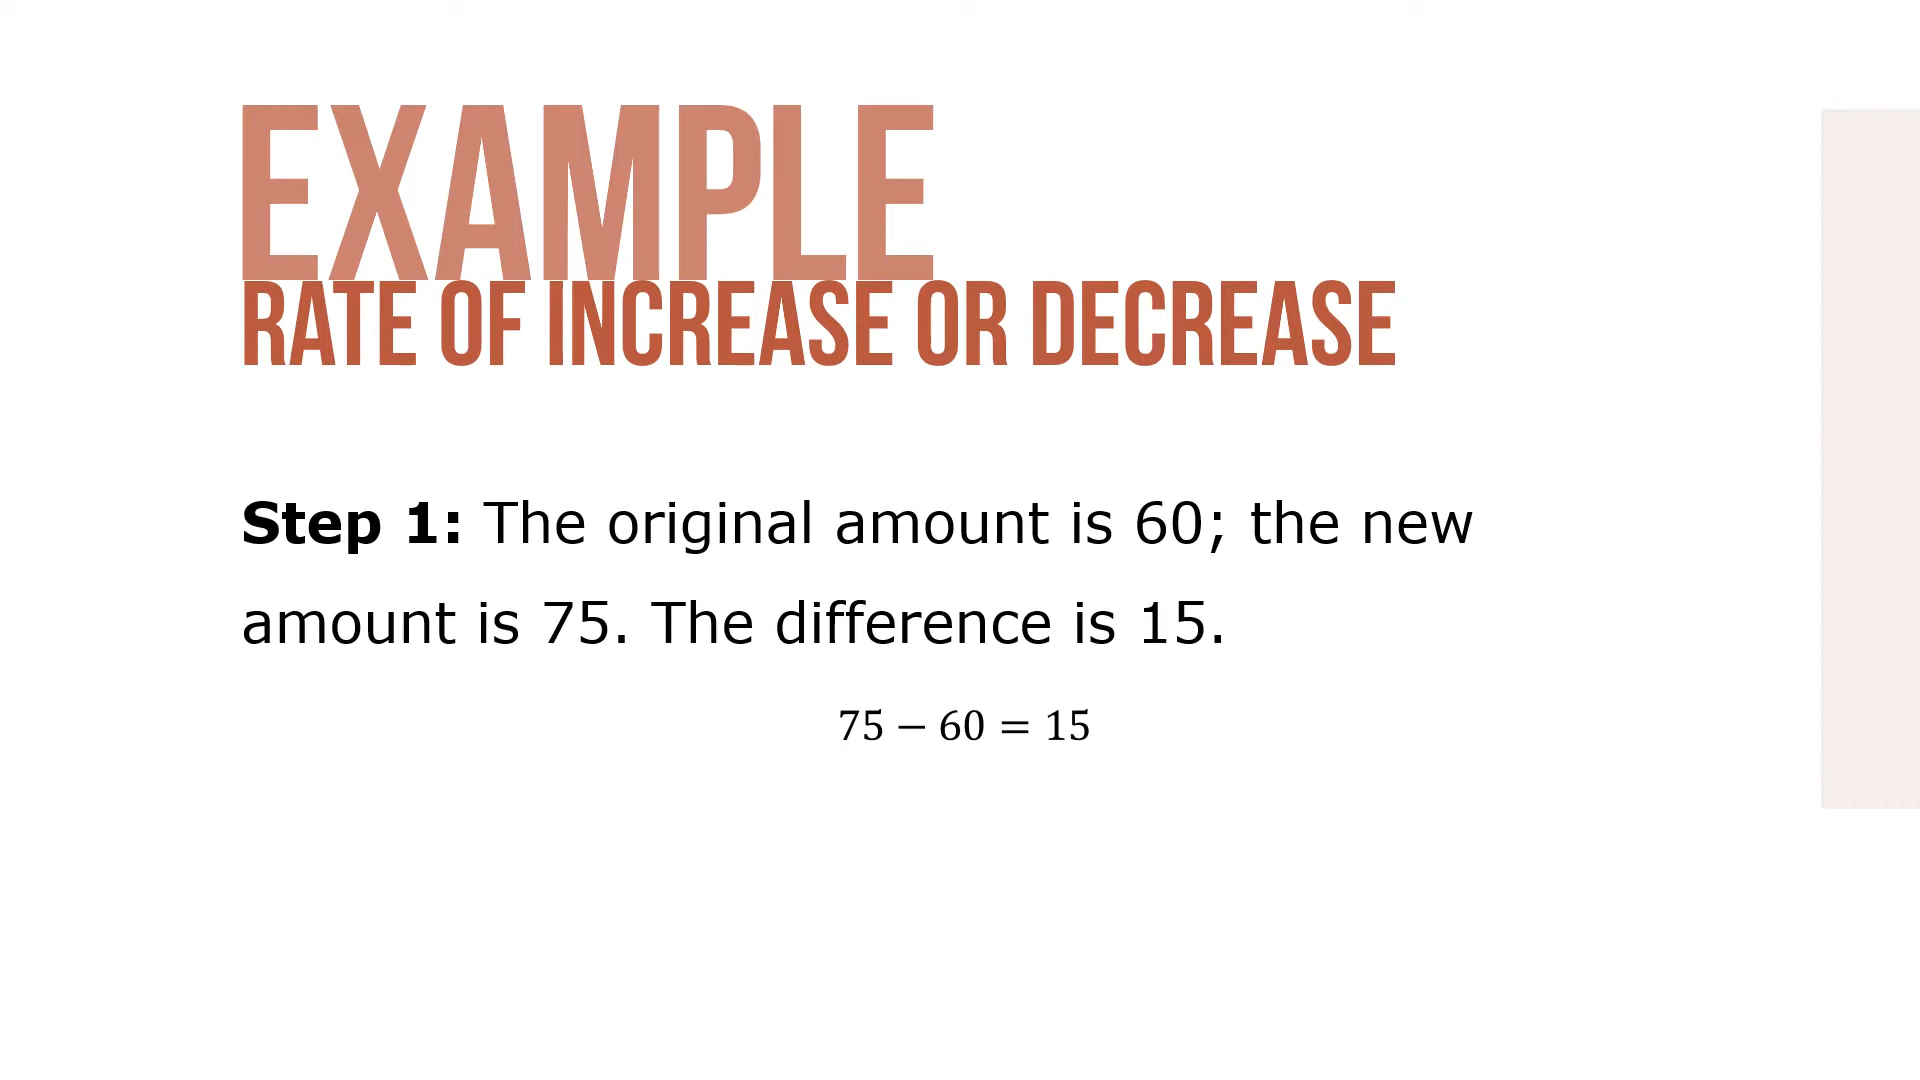 EXAMPLE
RATE OF INCREASE OR DECREASE
Step 1: The original amount is 60; the new
amount is 75. The difference is 15.
75 − 60 = 15